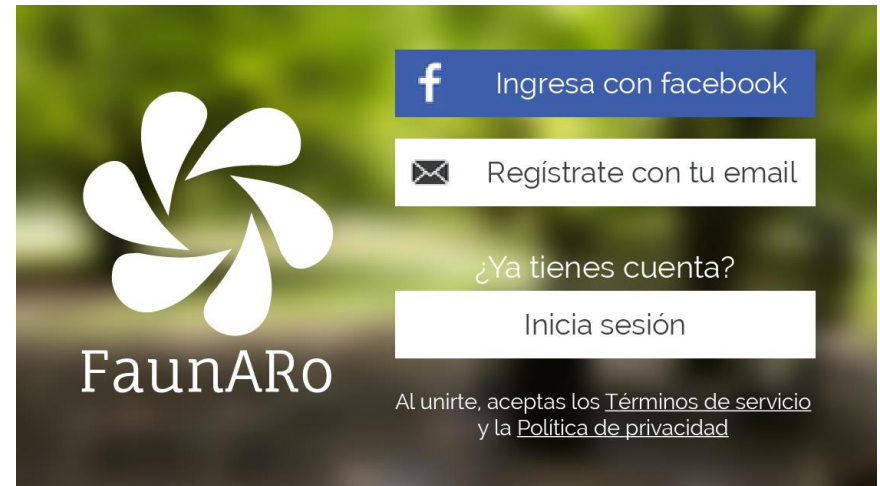 Ingresa con facebook
Regístrate con tu email
¿Ya tienes cuenta?
Inicia sesión
FaunARo
Al unirte, aceptas los Términos de servicio
y la Política de privacidad